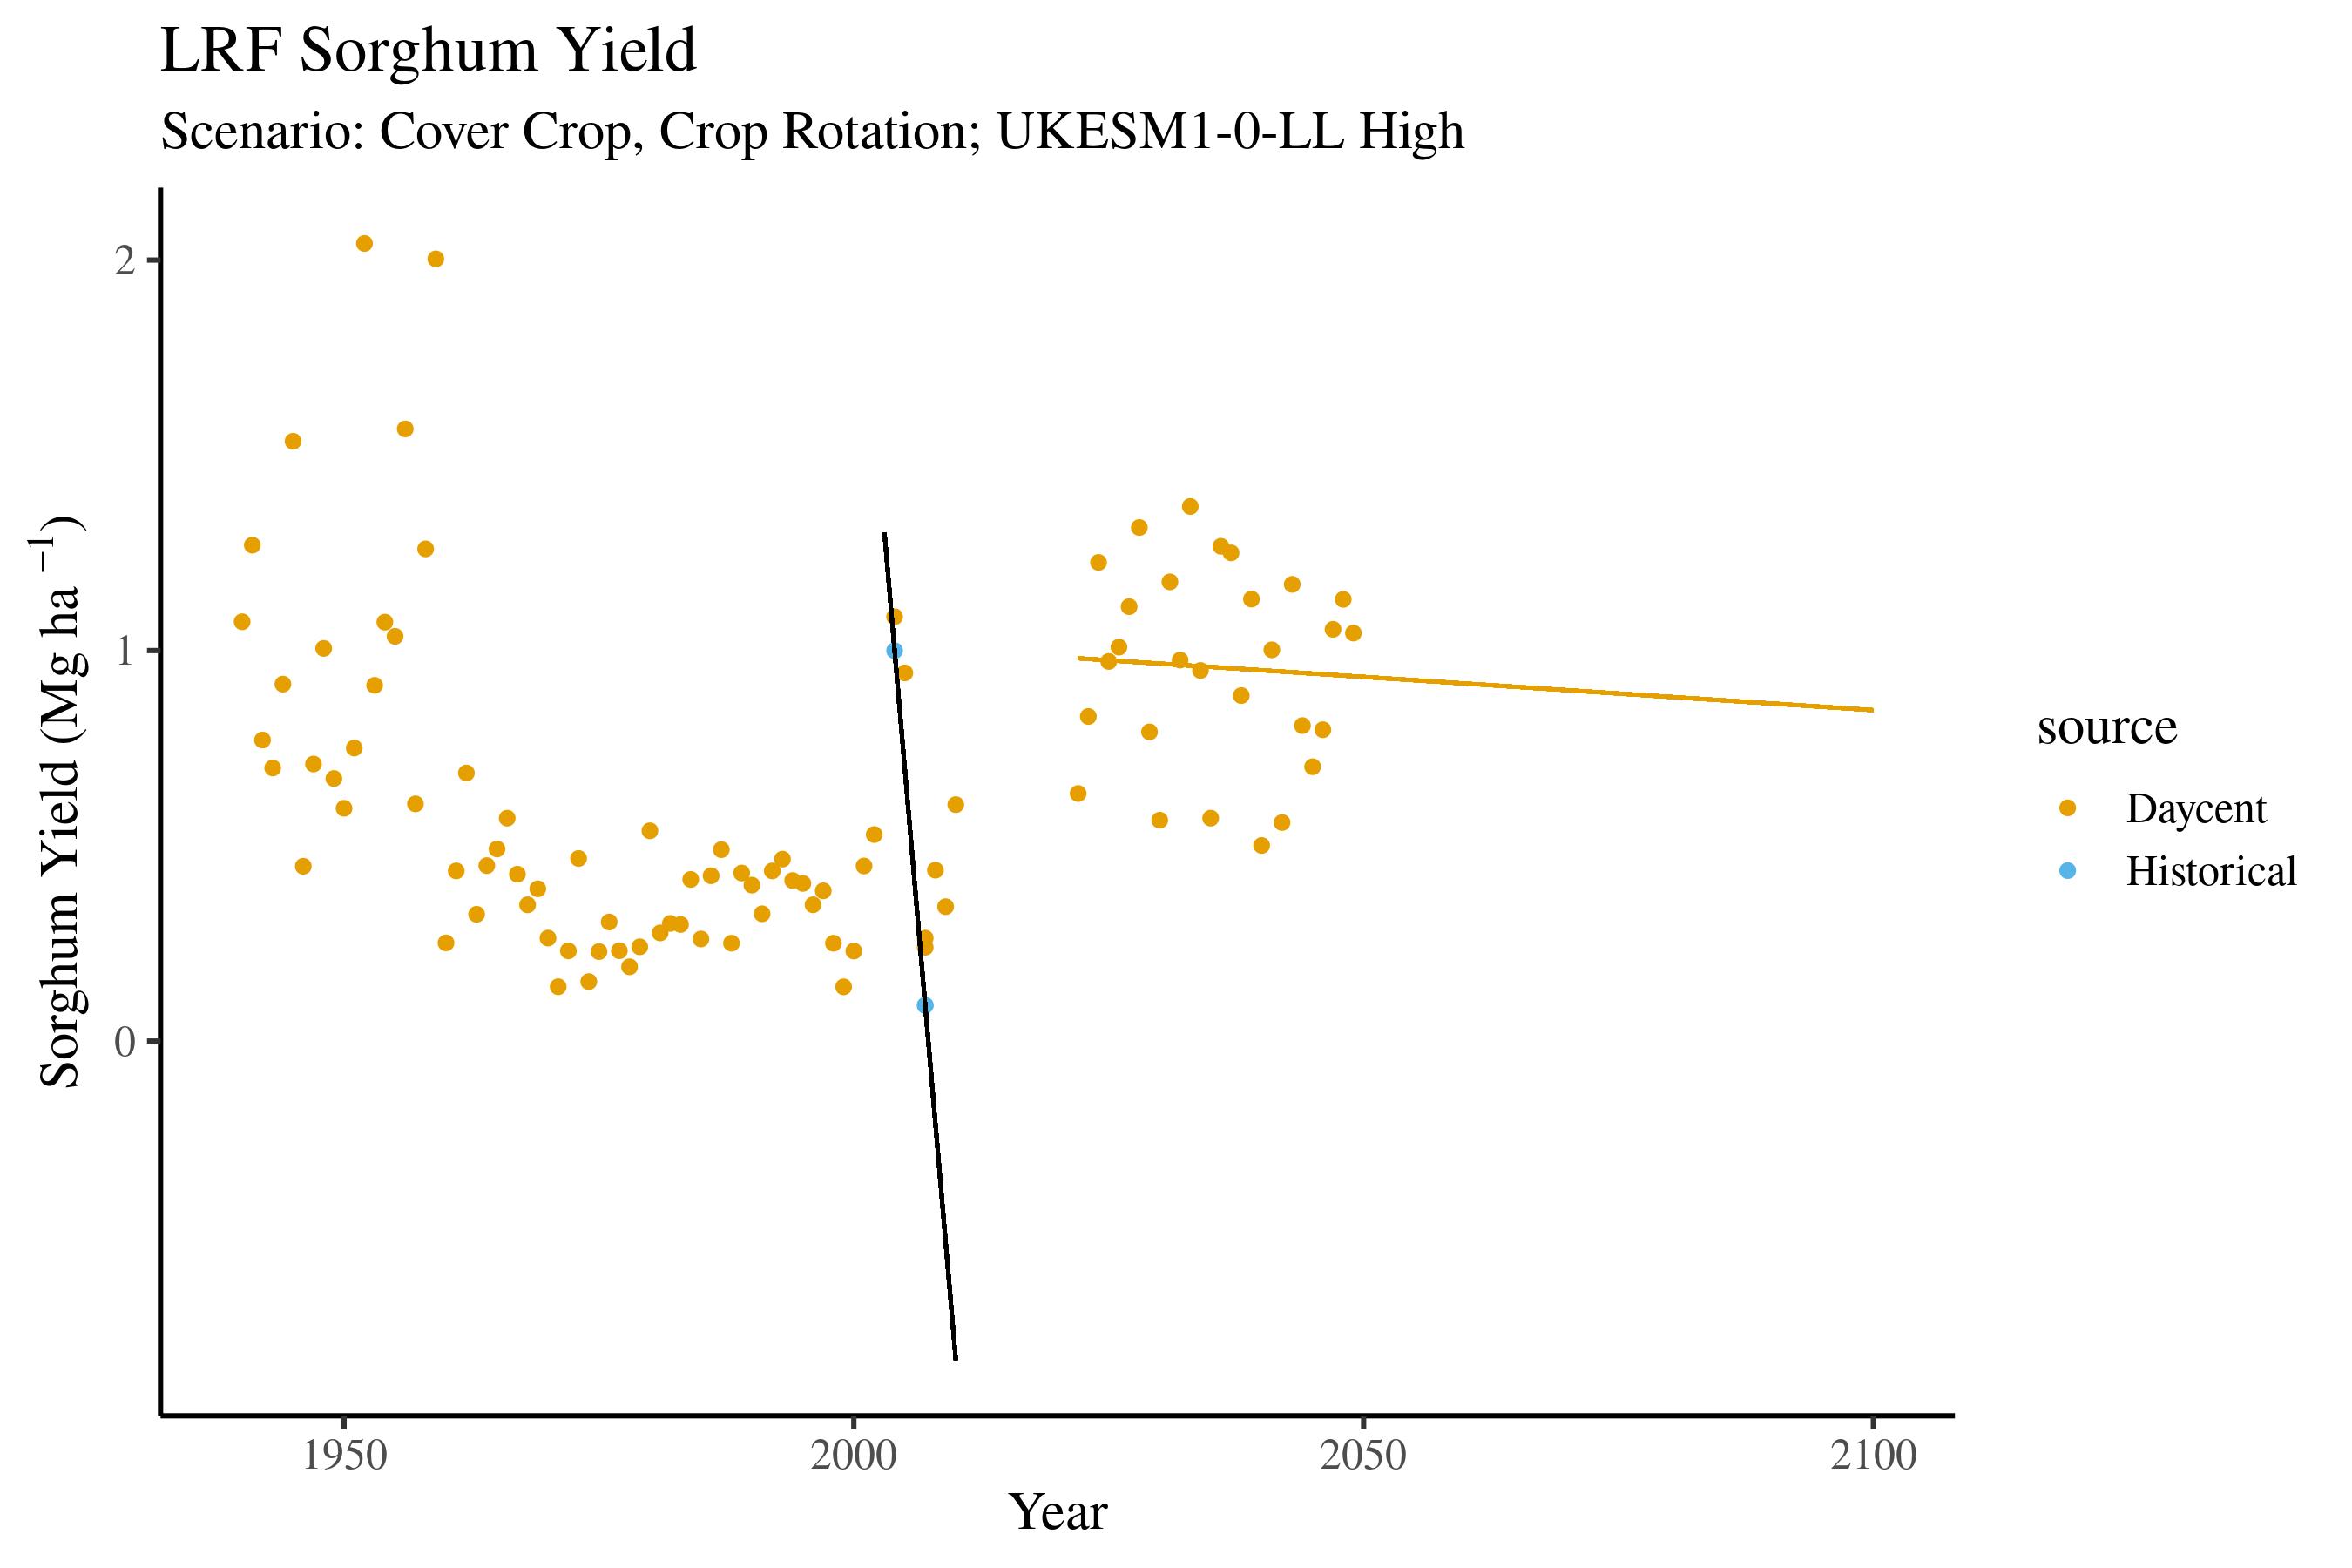 LRF Sorghum Yield
Scenario: Cover Crop, Crop Rotation; UKESM1-0-LL High
Sorghum Yield (Mg ha⁻¹)
2
1
0
1950 2000 2050 2100
Year
source
Daycent
Historical